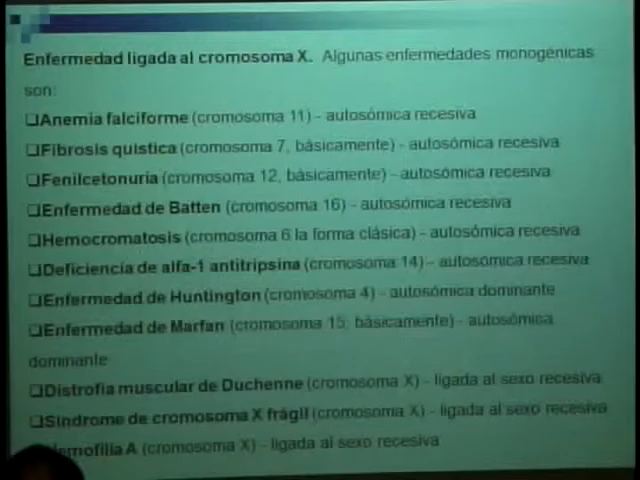 Enfermedad ligada al cromosoma X. Algunas enfermedades monogénicas
son:
❑Anemia falciforme (cromosoma 11) - autosómica recesiva
❑Fibrosis quística (cromosoma 7, básicamente) - autosómica recesiva
❑Fenilcetonuria (cromosoma 12, básicamente) - autosómica recesiva
❑Enfermedad de Batten (cromosoma 16) - autosómica recesiva
❑Hemocromatosis (cromosoma 6 la forma clásica) - autosómica recesiva
❑Deficiencia de alfa-1 antitripsina (cromosoma 14) - autosómica recesiva
❑Enfermedad de Huntington (cromosoma 4) - autosómica dominante
❑Enfermedad de Marfan (cromosoma 15, básicamente) - autosómica
dominante
❑Distrofia muscular de Duchenne (cromosoma X) - ligada al sexo recesiva
❑Síndrome de cromosoma X frágil (cromosoma X) - ligada al sexo recesiva
Hemofilia A (cromosoma X) - ligada al sexo recesiva